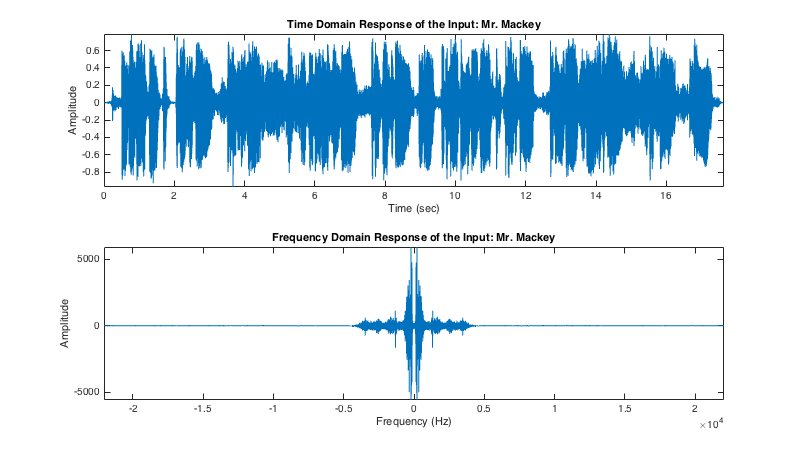 Time Domain Response of the Input: Mr. Mackey
0.6
0.4
0.2
0
-0.2
-0.4
-0.6
-0.8
Amplitude
0 2 4 6 8 10 12 14 16
Time (sec)
Frequency Domain Response of the Input: Mr. Mackey
5000
0
-5000
Amplitude
-2 -1.5 -1 -0.5 0 0.5 1 1.5 2
Frequency (Hz)
×10⁴